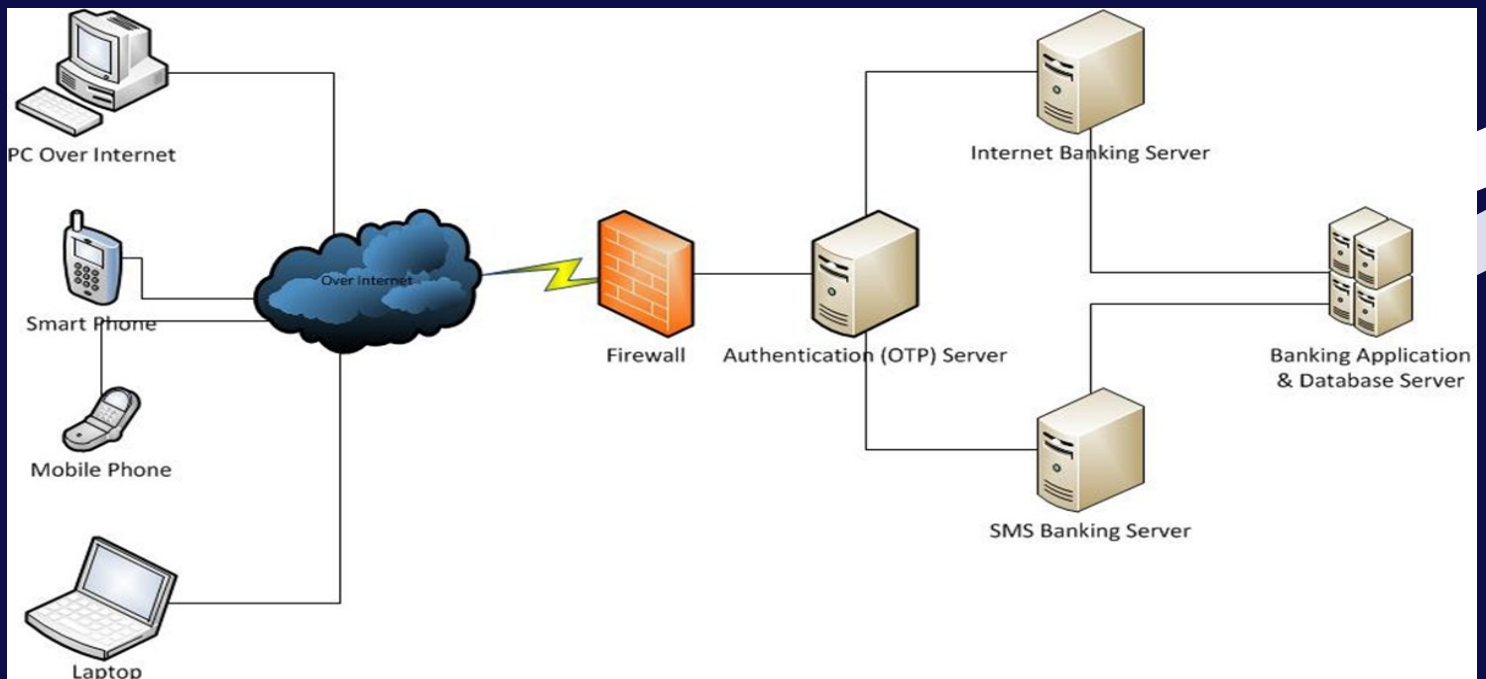 PC Over Internet
Internet Banking Server
Over Internet
Smart Phone
Firewall
Authentication (OTP) Server
Banking Application
& Database Server
Mobile Phone
SMS Banking Server
Laptop